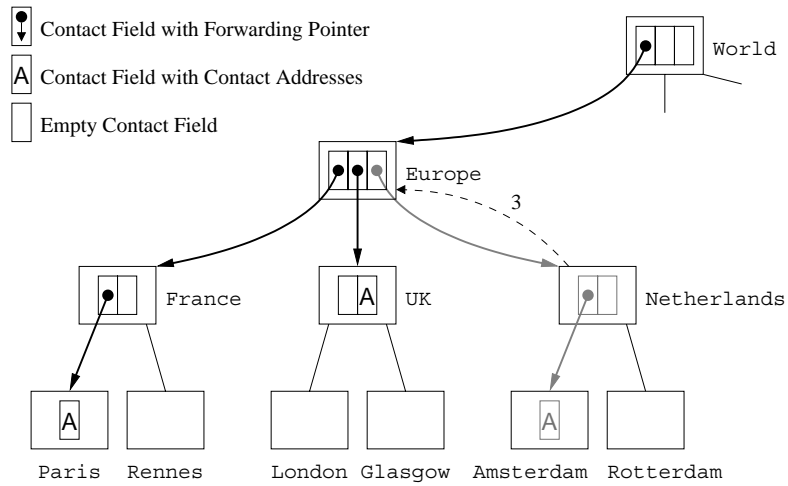 Contact Field with Forwarding Pointer
A Contact Field with Contact Addresses
Empty Contact Field
World
Europe
3
France
A UK
Netherlands
A
A
Paris Rennes London Glasgow Amsterdam Rotterdam